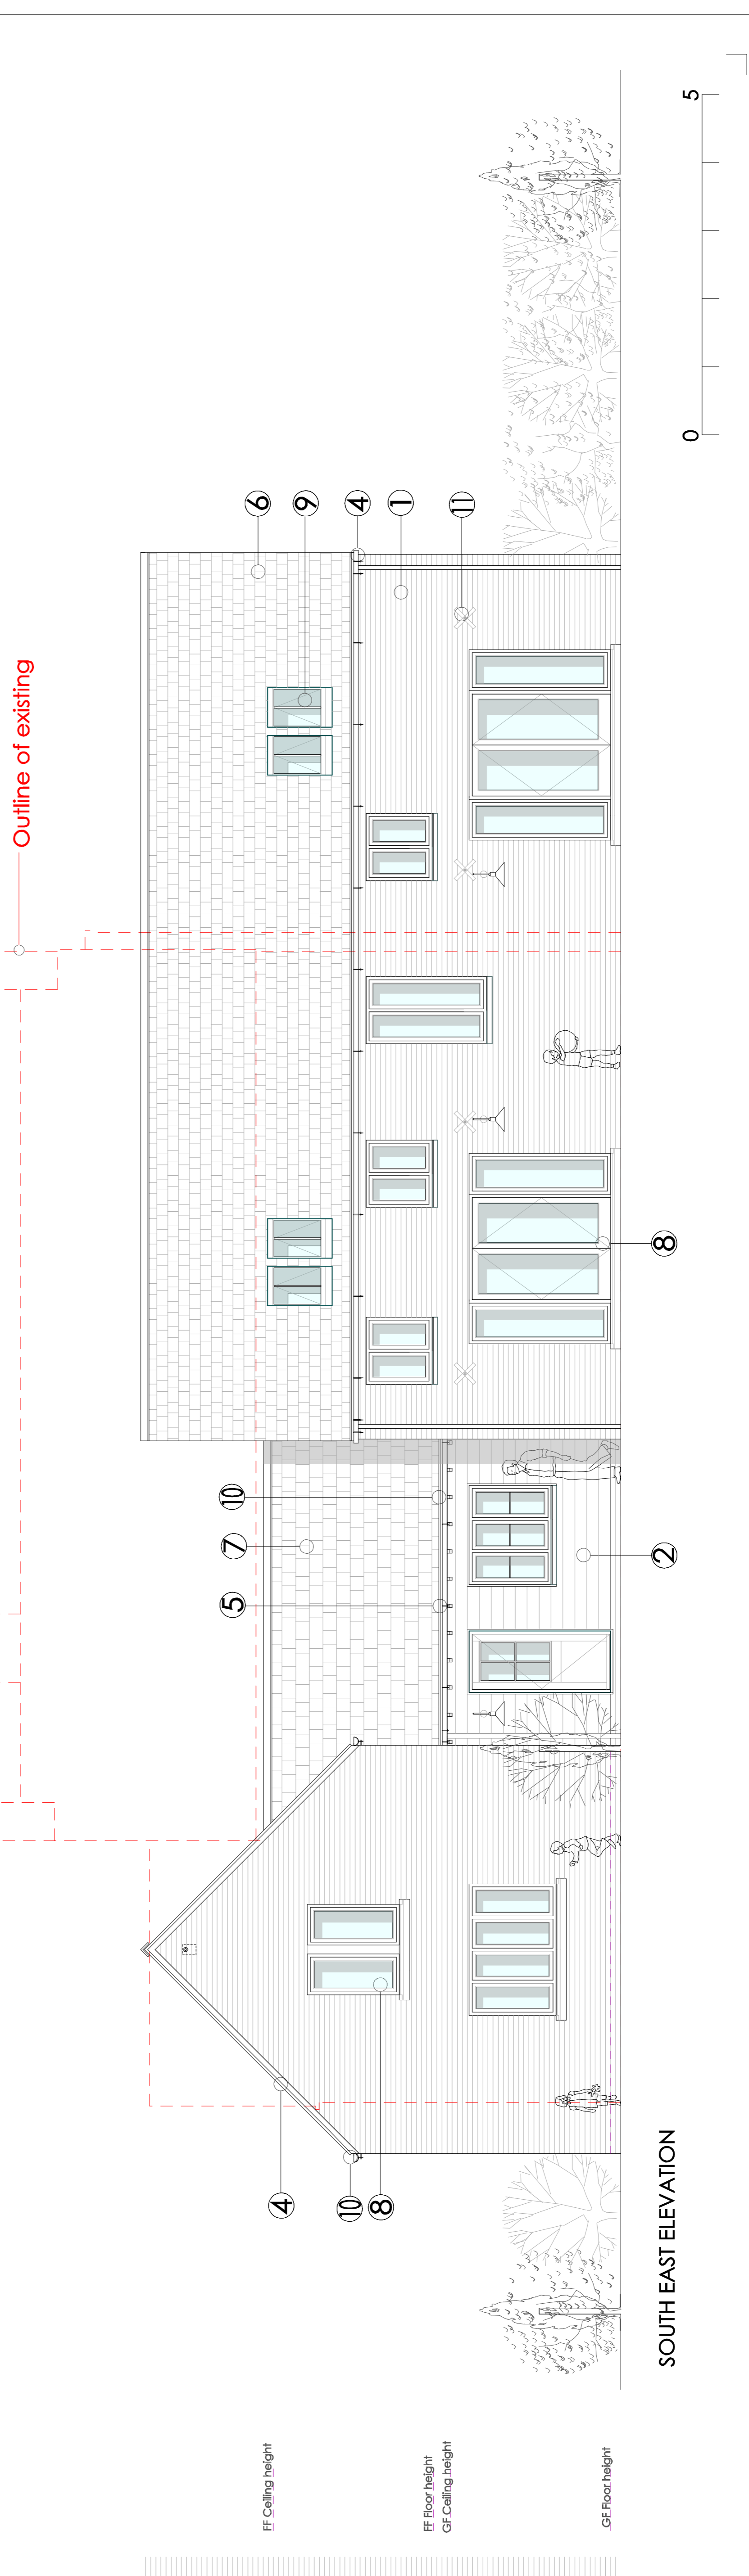 Outline of existing
6
9
4
1
11
5
0
10
7
5
8
2
4
10
8
SOUTH EAST ELEVATION
FF Ceiling height
FF Floor height
GF Ceiling height
GF Floor height